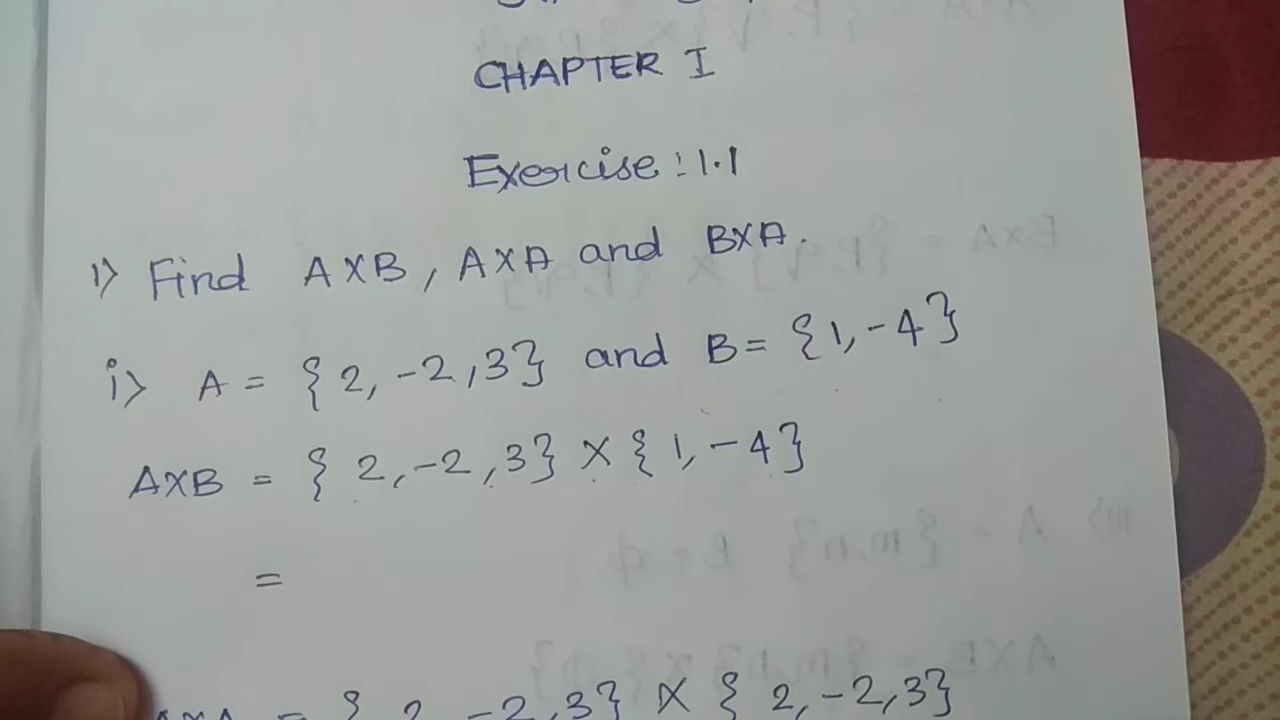 CHAPTER I
Exercise : 1.1
1) Find A×B, A×A and B×A.
i) A = {2, -2, 3} and B = {1, -4}
A×B = {2, -2, 3} × {1, -4}
=
A×A = {2, -2, 3} × {2, -2, 3}